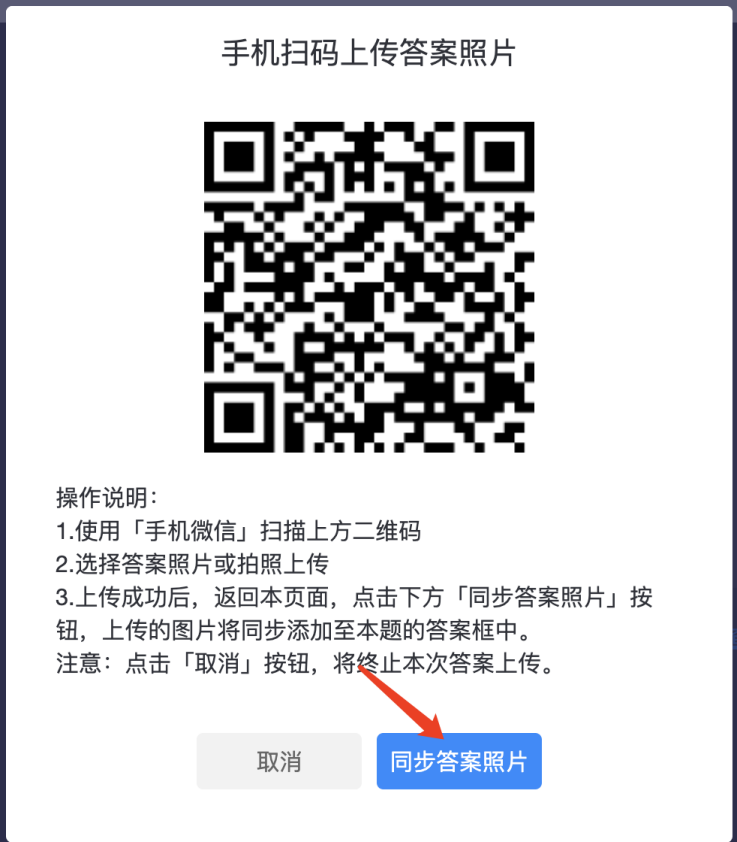 手机扫码上传答案照片
操作说明：
1.使用「手机微信」扫描上方二维码
2.选择答案照片或拍照上传
3.上传成功后，返回本页面，点击下方「同步答案照片」按
钮，上传的图片将同步添加至本题的答案框中。
注意：点击「取消」按钮，将终止本次答案上传。
取消
同步答案照片